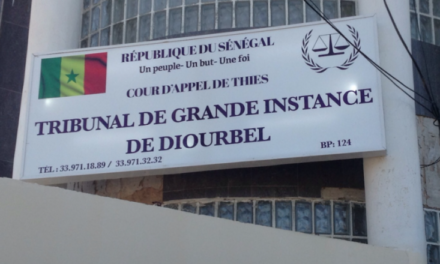 RÉPUBLIQUE DU SÉNÉGAL
Un peuple- Un but- Une foi
COUR D'APPEL DE THIES
TRIBUNAL DE GRANDE INSTANCE
DE DIOURBEL
TÉL : 33.971.18.89 / 33.971.32.32
BP: 124